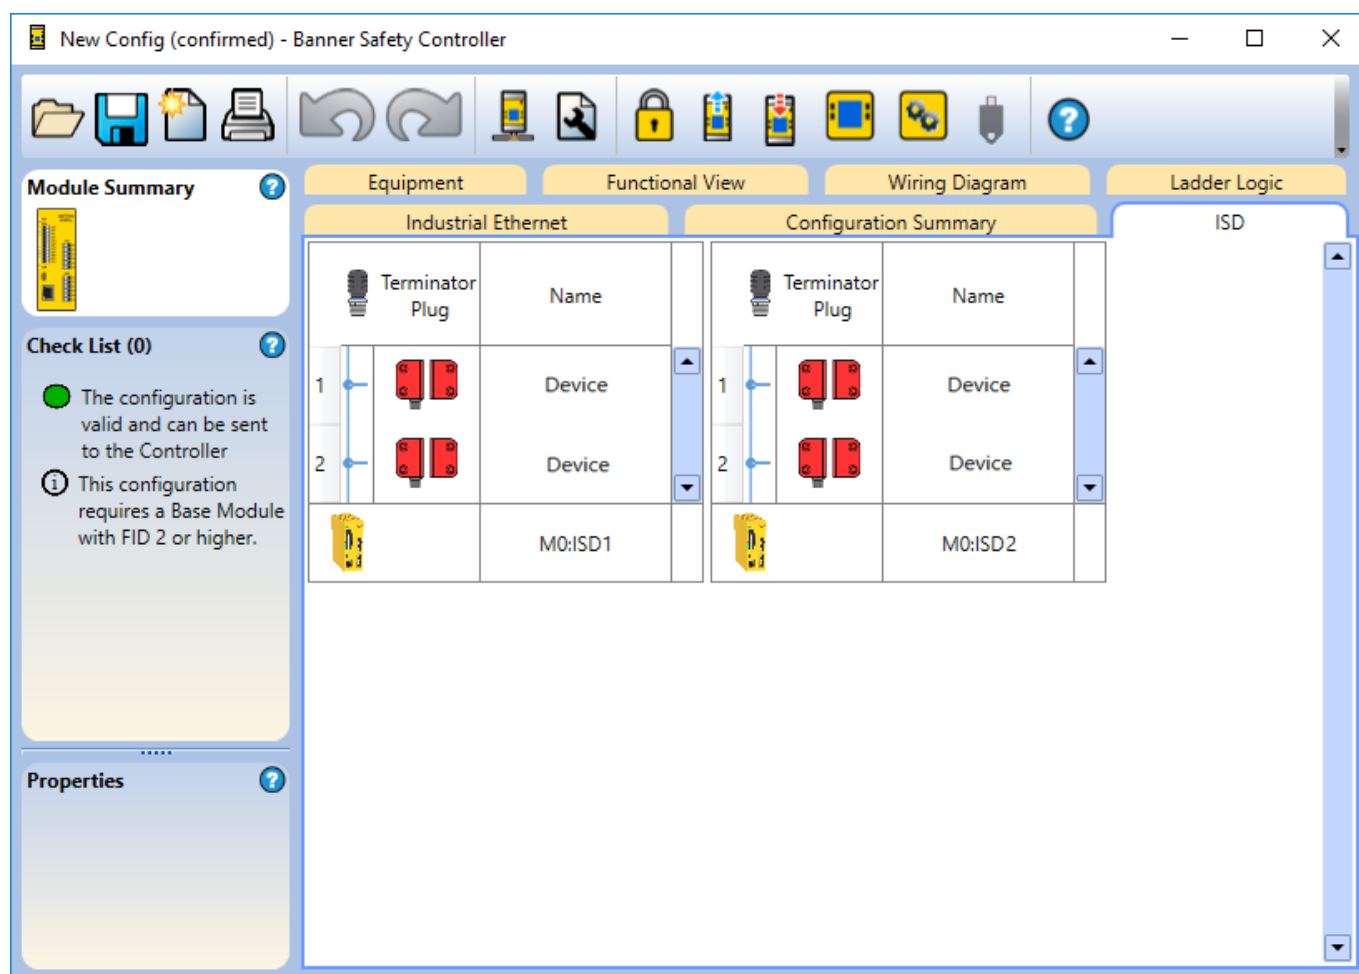 New Config (confirmed) - Banner Safety Controller
Module Summary
Equipment
Functional View
Wiring Diagram
Ladder Logic
Industrial Ethernet
Configuration Summary
ISD
Terminator
Plug
Name
Terminator
Plug
Name
Check List (0)
The configuration is
valid and can be sent
to the Controller
This configuration
requires a Base Module
with FID 2 or higher.
1
Device
1
Device
2
Device
2
Device
M0:ISD1
M0:ISD2
Properties